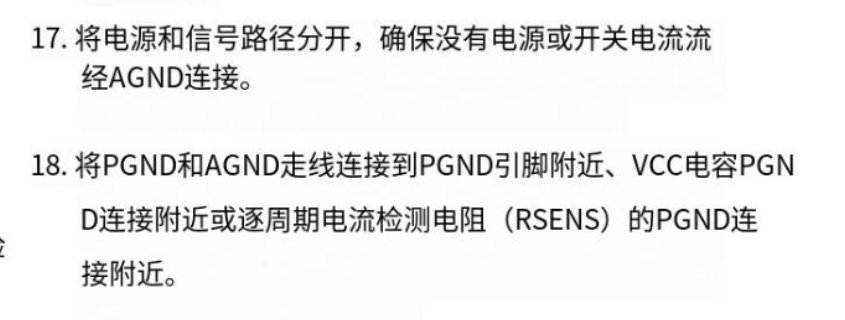 17. 将电源和信号路径分开，确保没有电源或开关电流流
经AGND连接。
18. 将PGND和AGND走线连接到PGND引脚附近、VCC电容PGN
D连接附近或逐周期电流检测电阻（RSENS）的PGND连
接附近。